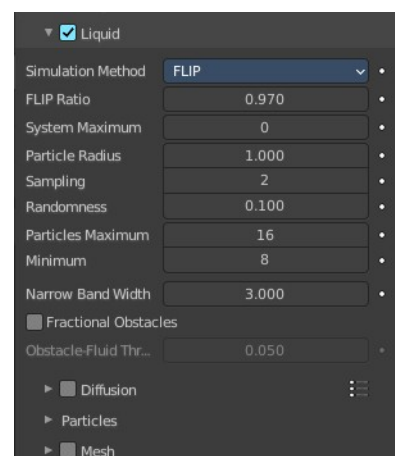 Liquid
Simulation Method FLIP
FLIP Ratio 0.970
System Maximum 0
Particle Radius 1.000
Sampling 2
Randomness 0.100
Particles Maximum 16
Minimum 8
Narrow Band Width 3.000
Fractional Obstacles
Obstacle-Fluid Thr... 0.050
Diffusion
Particles
Mesh